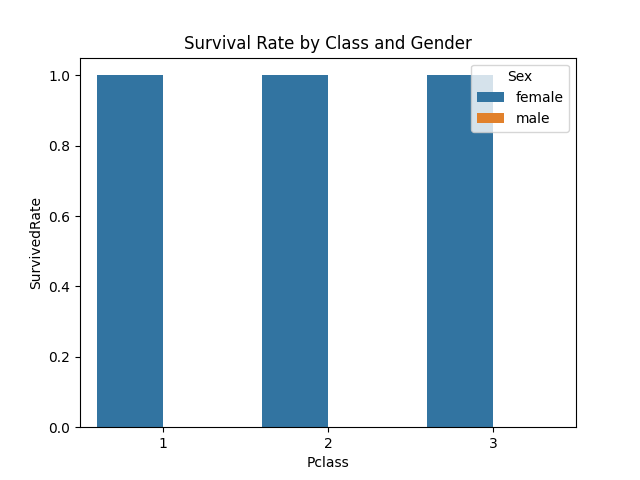 Survival Rate by Class and Gender
Sex
female
male
1.0
0.8
0.6
0.4
0.2
0.0
SurvivedRate
1
2
3
Pclass